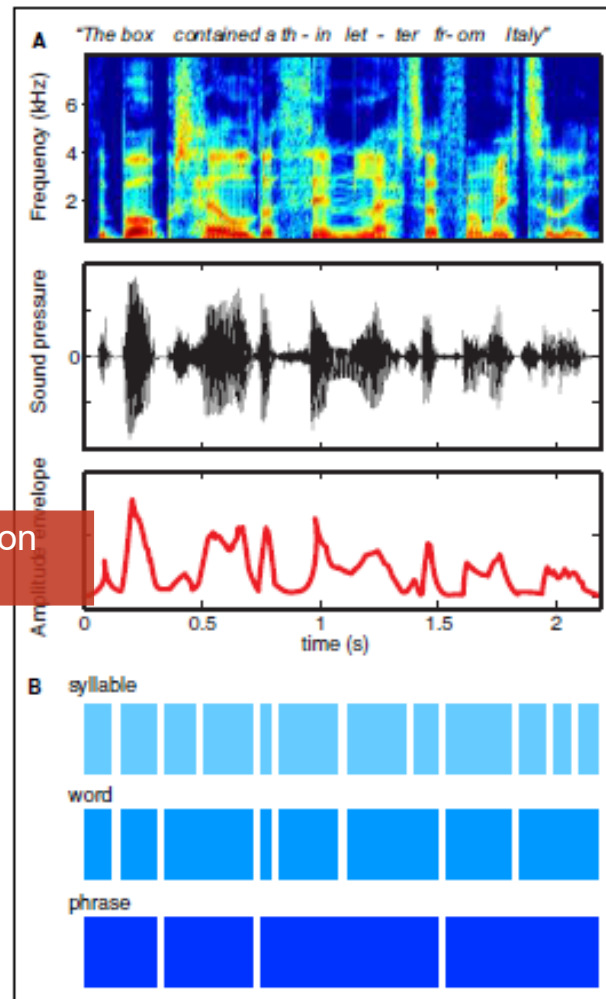 A "The box contained a th - in let - ter fr- om Italy"
Frequency (kHz)
6
4
2
Sound pressure
0
Amplitude envelope
on
0 0.5 1 1.5 2
time (s)
B syllable
word
phrase